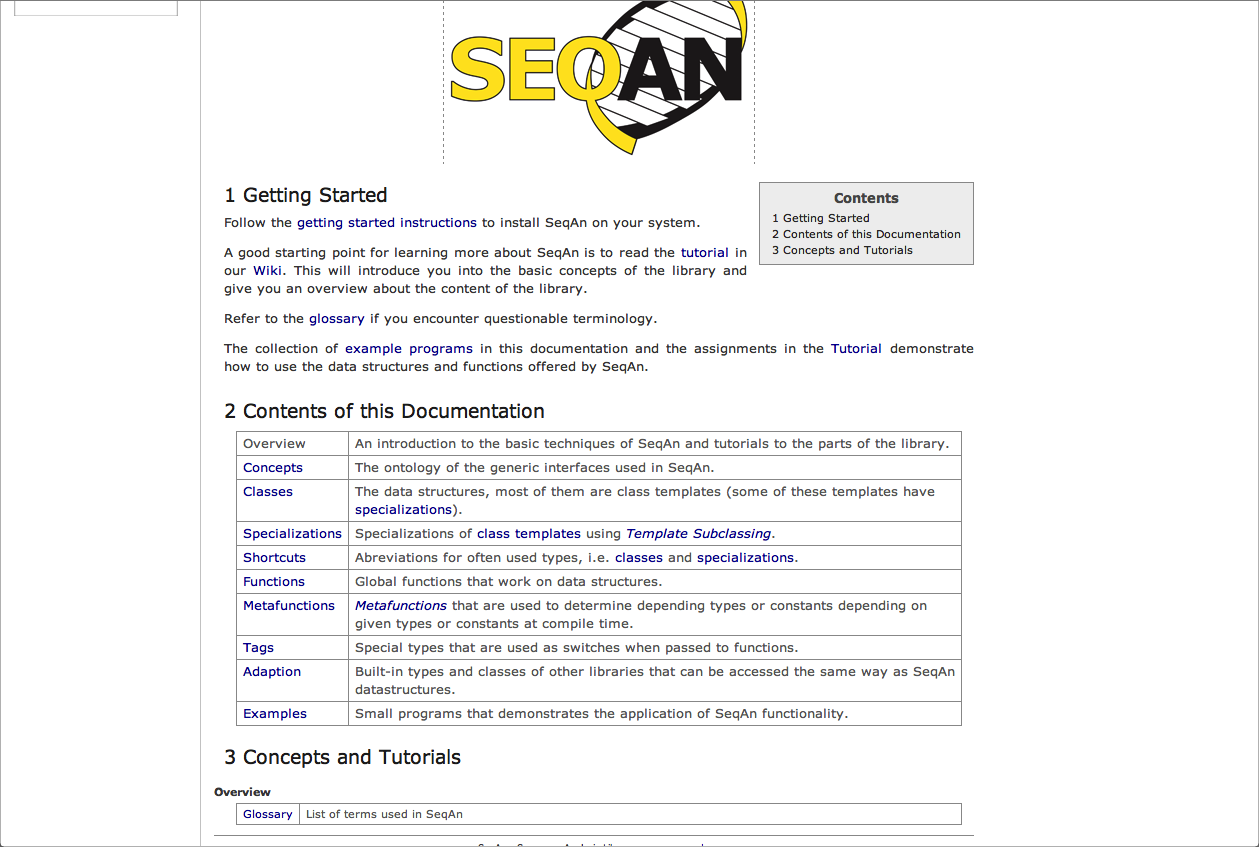 SEQAN
1 Getting Started
Contents
1 Getting Started
2 Contents of this Documentation
3 Concepts and Tutorials
Follow the getting started instructions to install SeqAn on your system.
A good starting point for learning more about SeqAn is to read the tutorial in
our Wiki. This will introduce you into the basic concepts of the library and
give you an overview about the content of the library.
Refer to the glossary if you encounter questionable terminology.
The collection of example programs in this documentation and the assignments in the Tutorial demonstrate
how to use the data structures and functions offered by SeqAn.
2 Contents of this Documentation
Overview An introduction to the basic techniques of SeqAn and tutorials to the parts of the library.
Concepts The ontology of the generic interfaces used in SeqAn.
Classes The data structures, most of them are class templates (some of these templates have
specializations).
Specializations Specializations of class templates using Template Subclassing.
Shortcuts Abreviations for often used types, i.e. classes and specializations.
Functions Global functions that work on data structures.
Metafunctions Metafunctions that are used to determine depending types or constants depending on
given types or constants at compile time.
Tags Special types that are used as switches when passed to functions.
Adaption Built-in types and classes of other libraries that can be accessed the same way as SeqAn
datastructures.
Examples Small programs that demonstrates the application of SeqAn functionality.
3 Concepts and Tutorials
Overview
Glossary List of terms used in SeqAn